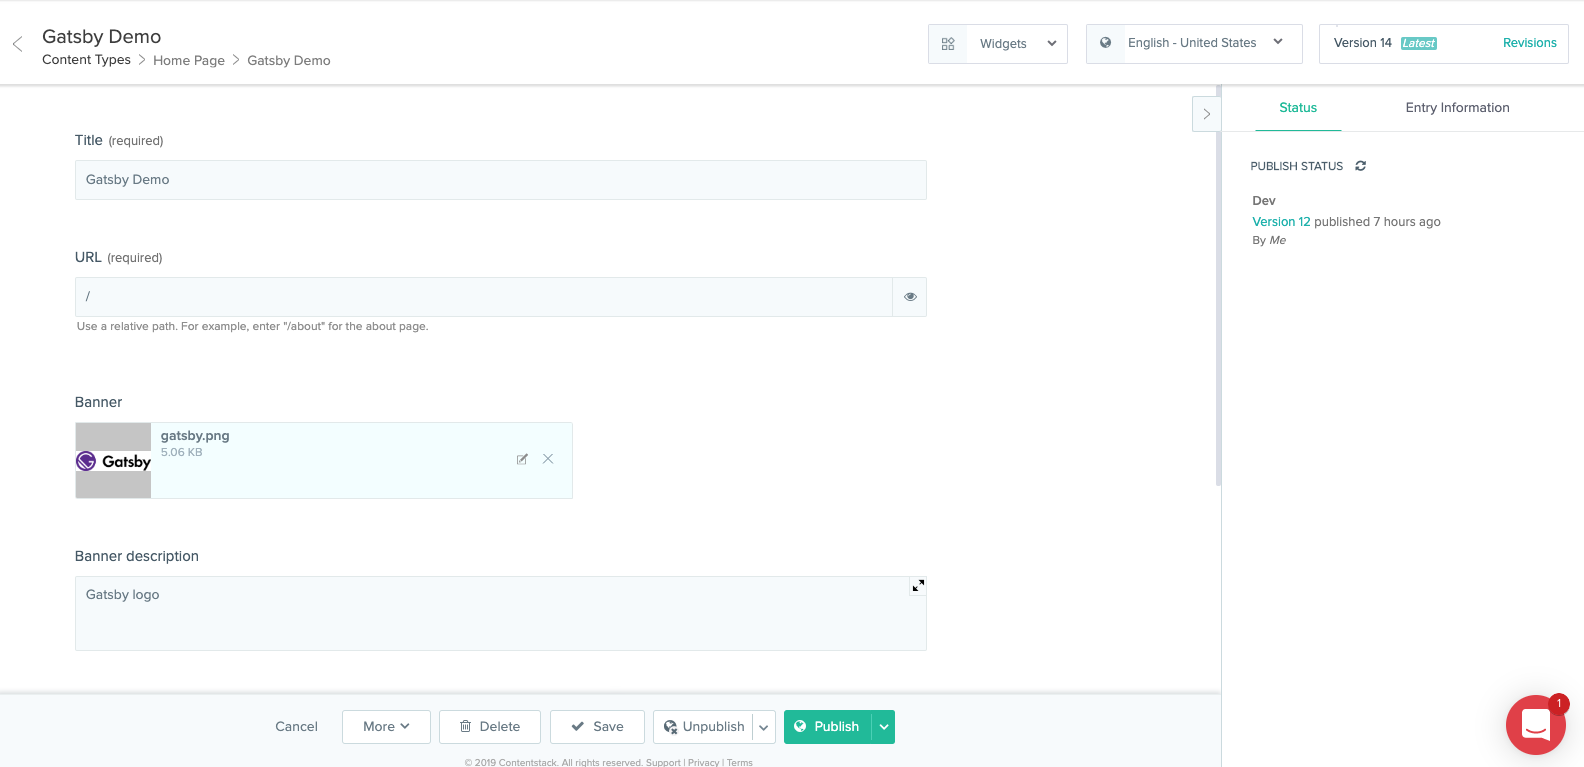 Gatsby Demo
Content Types > Home Page > Gatsby Demo
Widgets
English - United States
Version 14 Latest Revisions
Status Entry Information
Title (required)
Gatsby Demo
URL (required)
/
Use a relative path. For example, enter "/about" for the about page.
Banner
Gatsby
gatsby.png
5.06 KB
Banner description
Gatsby logo
PUBLISH STATUS
Dev
Version 12 published 7 hours ago
By Me
Cancel More Delete Save Unpublish Publish
© 2019 Contentstack. All rights reserved. Support | Privacy | Terms
1